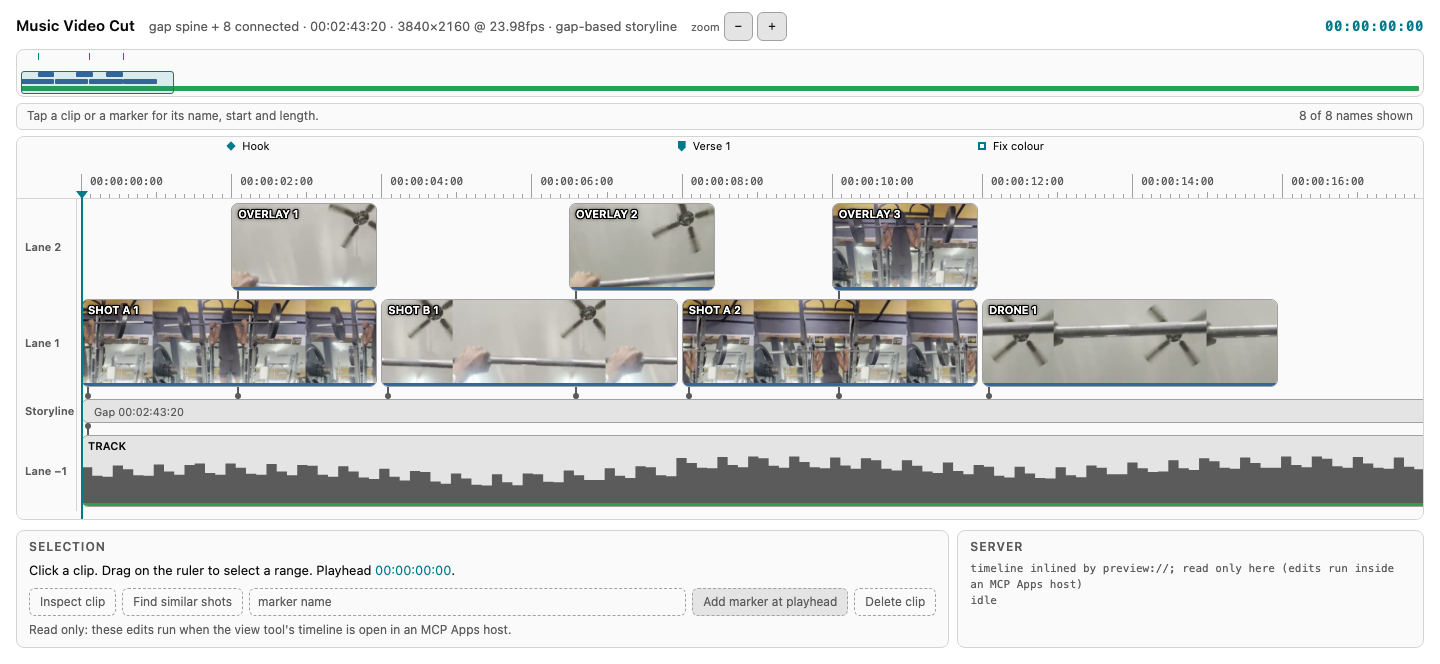 Music Video Cut gap spine + 8 connected · 00:02:43:20 · 3840×2160 @ 23.98fps · gap-based storyline zoom − + 00:00:00:00
Tap a clip or a marker for its name, start and length. 8 of 8 names shown
Hook Verse 1 Fix colour
00:00:00:00 00:00:02:00 00:00:04:00 00:00:06:00 00:00:08:00 00:00:10:00 00:00:12:00 00:00:14:00 00:00:16:00
OVERLAY 1 OVERLAY 2 OVERLAY 3
Lane 2
SHOT A 1 SHOT B 1 SHOT A 2 DRONE 1
Lane 1
Storyline Gap 00:02:43:20
TRACK
Lane −1
SELECTION
Click a clip. Drag on the ruler to select a range. Playhead 00:00:00:00.
Inspect clip Find similar shots marker name Add marker at playhead Delete clip
Read only: these edits run when the view tool's timeline is open in an MCP Apps host.
SERVER
timeline inlined by preview://; read only here (edits run inside
an MCP Apps host)
idle